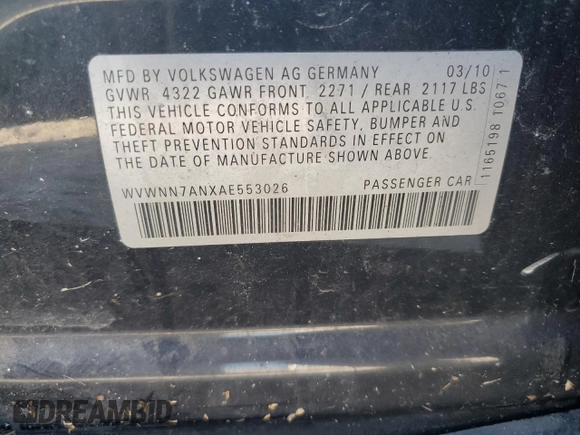 MFD BY VOLKSWAGEN AG GERMANY 03/10
GVWR 4322 GAWR FRONT 2271 / REAR 2117 LBS
THIS VEHICLE CONFORMS TO ALL APPLICABLE U.S.
FEDERAL MOTOR VEHICLE SAFETY, BUMPER AND
THEFT PREVENTION STANDARDS IN EFFECT ON
THE DATE OF MANUFACTURE SHOWN ABOVE.
WVWNN7ANXAE553026 PASSENGER CAR
1165198 1067 1
IDREAMBID